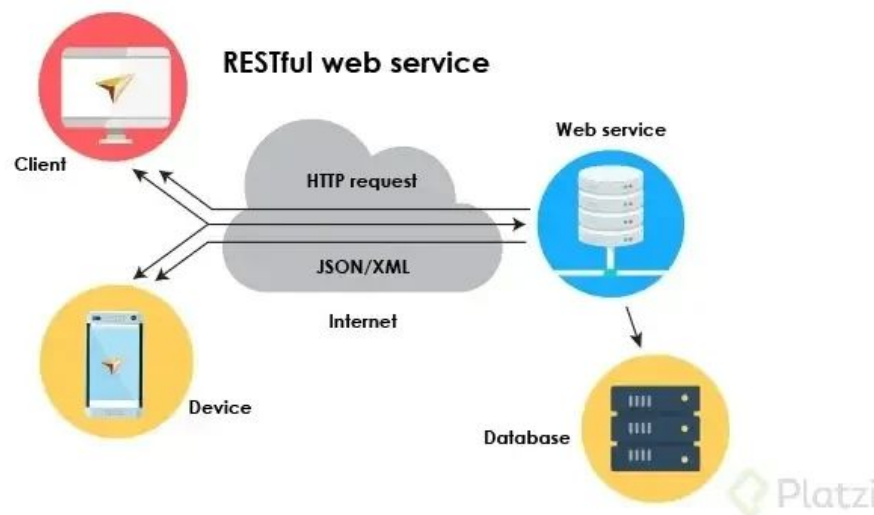 RESTful web service
Client
Web service
HTTP request
JSON/XML
Internet
Device
Database
Platzi